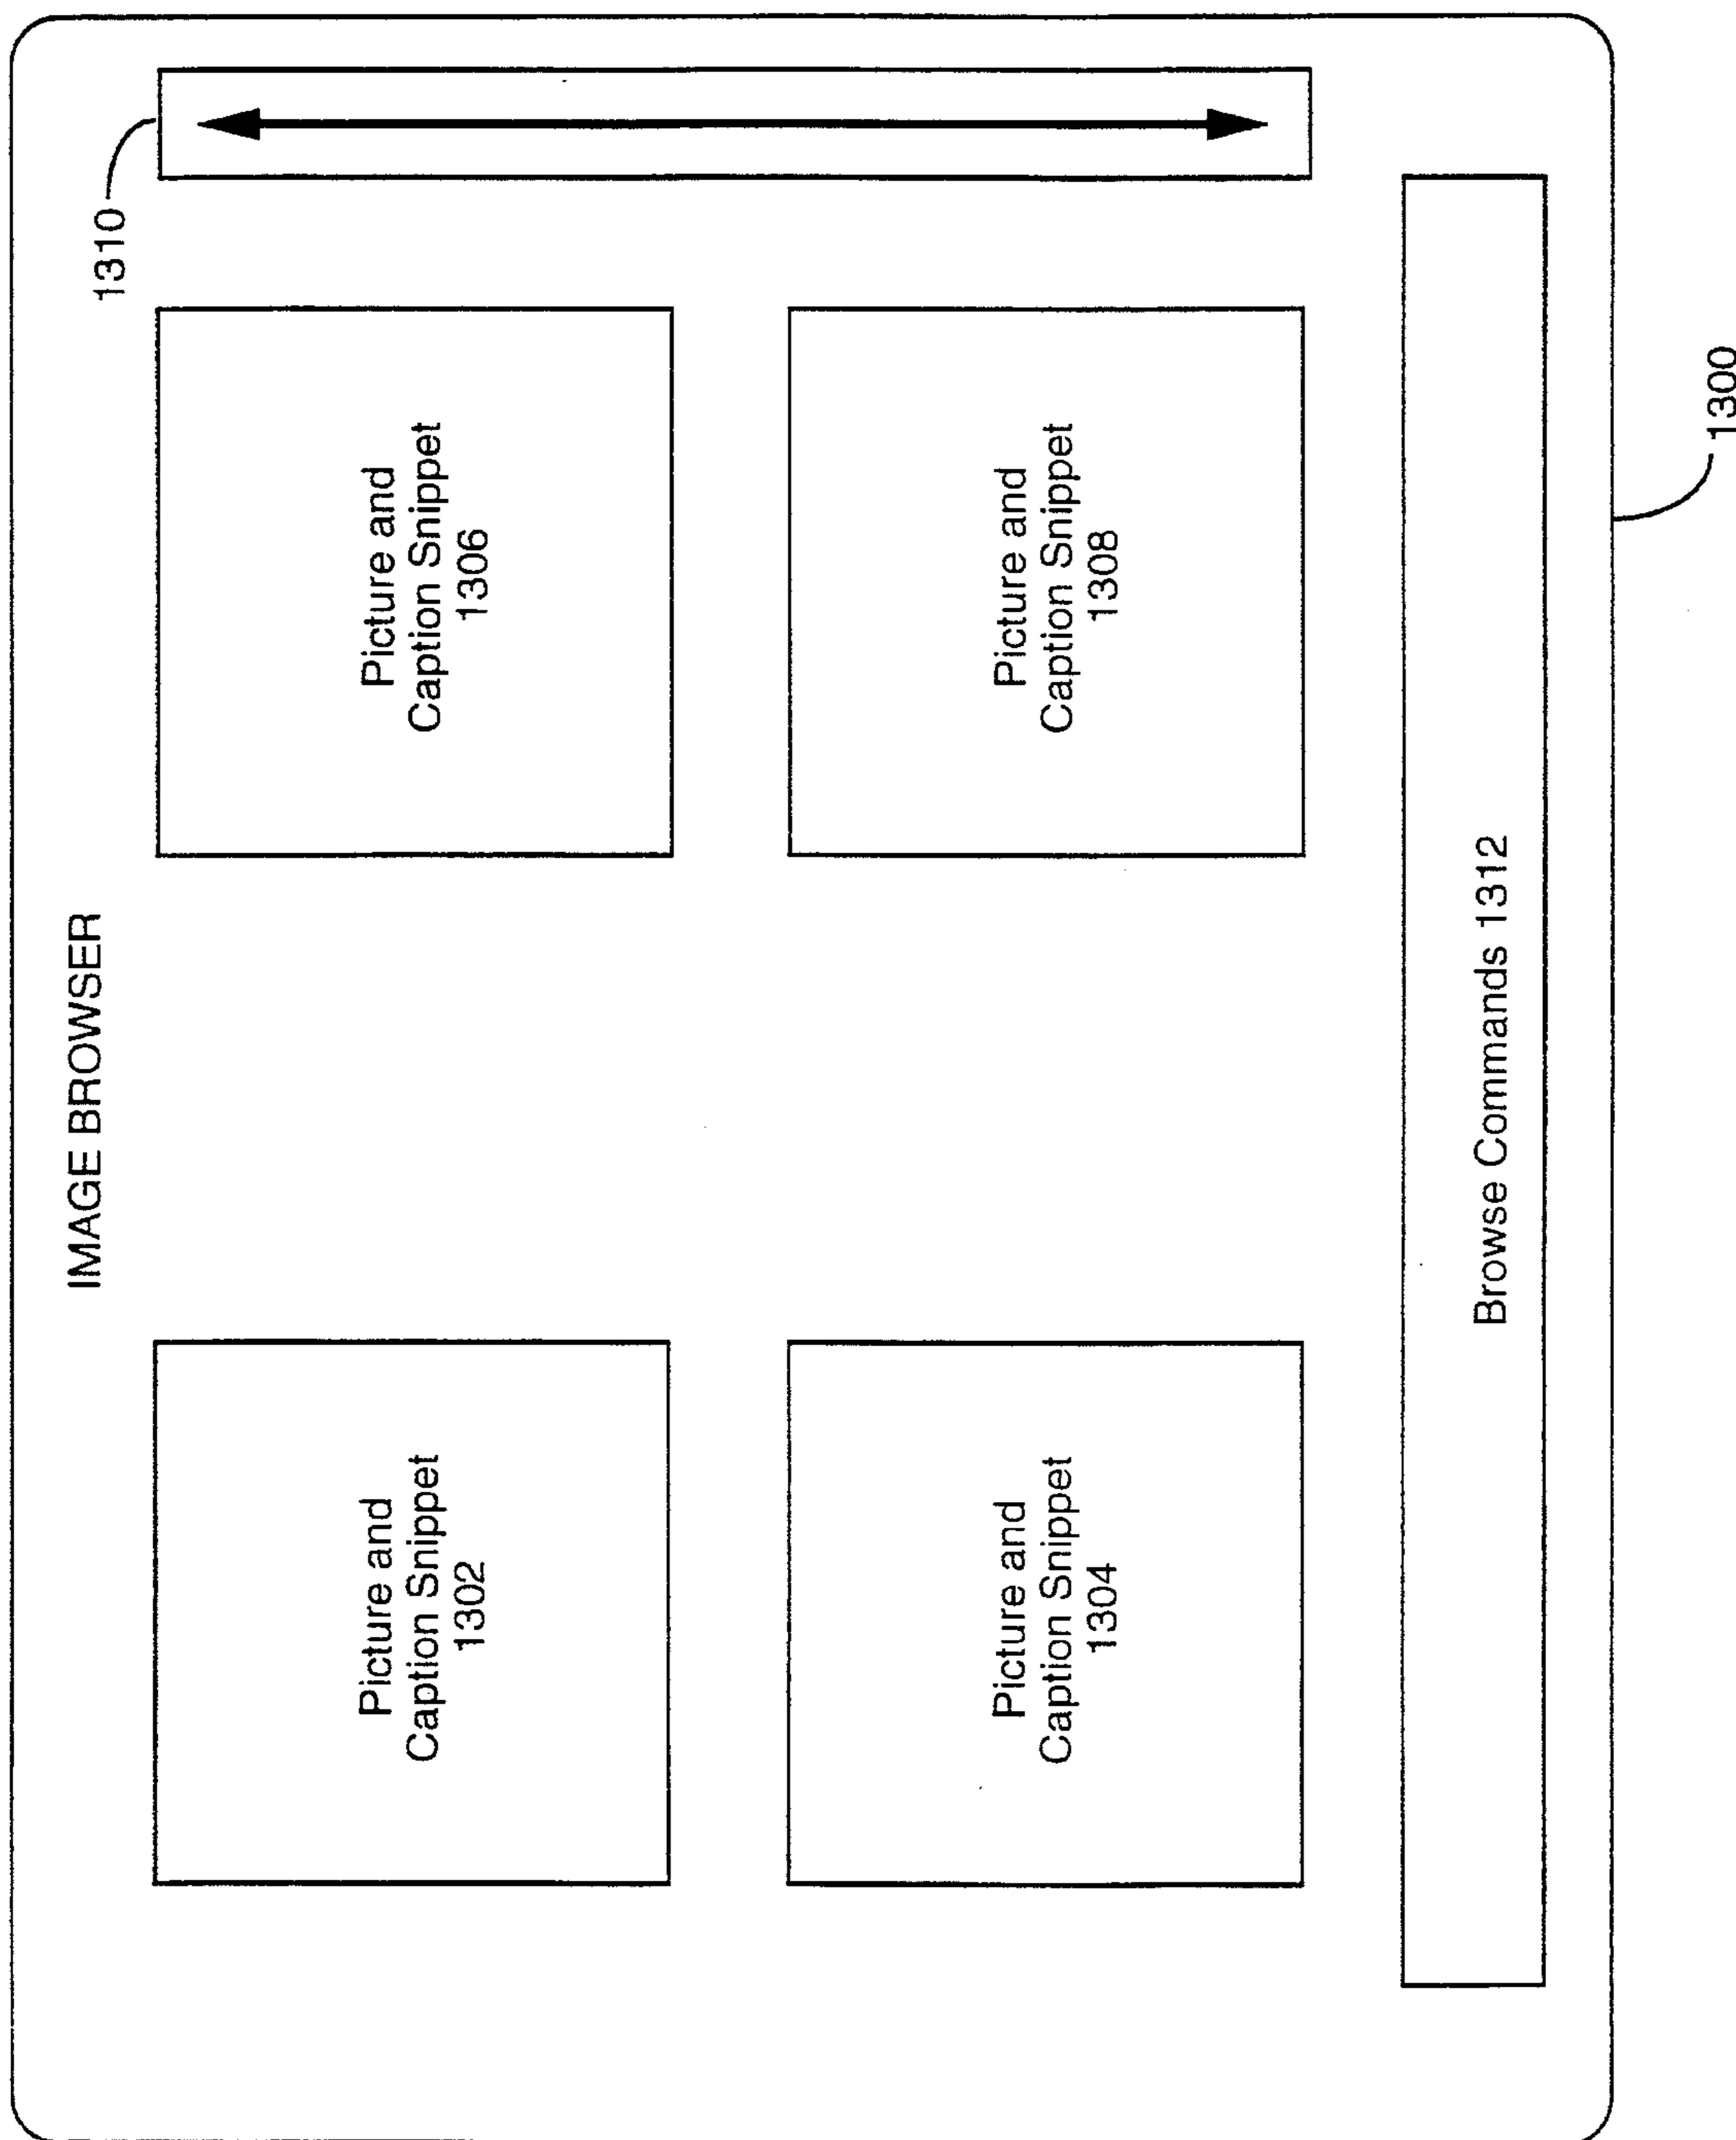 IMAGE BROWSER
1310
Picture and
Caption Snippet
1302
Picture and
Caption Snippet
1306
Picture and
Caption Snippet
1304
Picture and
Caption Snippet
1308
Browse Commands 1312
1300